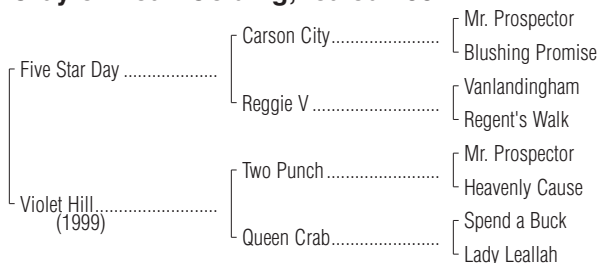 Mr. Prospector
Carson City
Blushing Promise
Five Star Day
Vanlandingham
Reggie V
Regent's Walk
Mr. Prospector
Two Punch
Heavenly Cause
Violet Hill
(1999)
Spend a Buck
Queen Crab
Lady Leallah